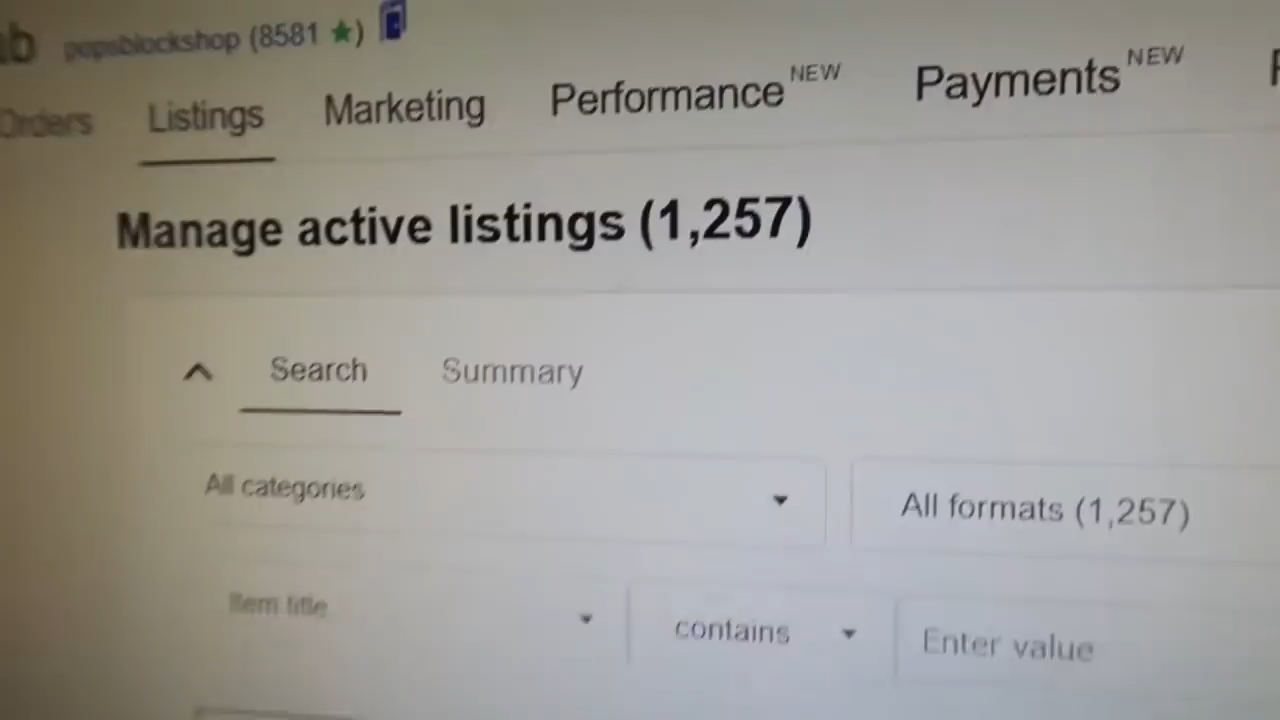 popsblockshop (8581 ★)
Orders Listings Marketing Performance NEW Payments NEW
Manage active listings (1,257)
Search Summary
All categories All formats (1,257)
Item title contains Enter value